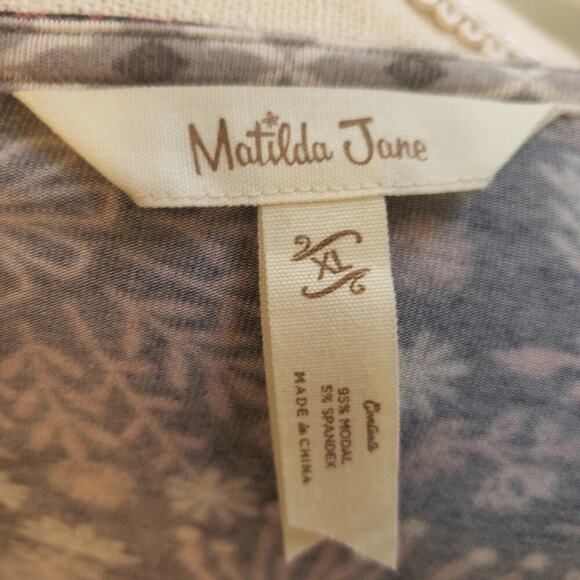 Matilda Jane
XL
Contents
95% MODAL
5% SPANDEX
MADE in CHINA